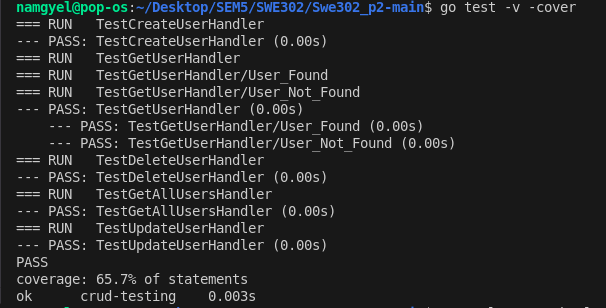 namgyel@pop-os:~/Desktop/SEM5/SWE302/Swe302_p2-main$ go test -v -cover
=== RUN   TestCreateUserHandler
--- PASS: TestCreateUserHandler (0.00s)
=== RUN   TestGetUserHandler
=== RUN   TestGetUserHandler/User_Found
=== RUN   TestGetUserHandler/User_Not_Found
--- PASS: TestGetUserHandler (0.00s)
    --- PASS: TestGetUserHandler/User_Found (0.00s)
    --- PASS: TestGetUserHandler/User_Not_Found (0.00s)
=== RUN   TestDeleteUserHandler
--- PASS: TestDeleteUserHandler (0.00s)
=== RUN   TestGetAllUsersHandler
--- PASS: TestGetAllUsersHandler (0.00s)
=== RUN   TestUpdateUserHandler
--- PASS: TestUpdateUserHandler (0.00s)
PASS
coverage: 65.7% of statements
ok      crud-testing    0.003s